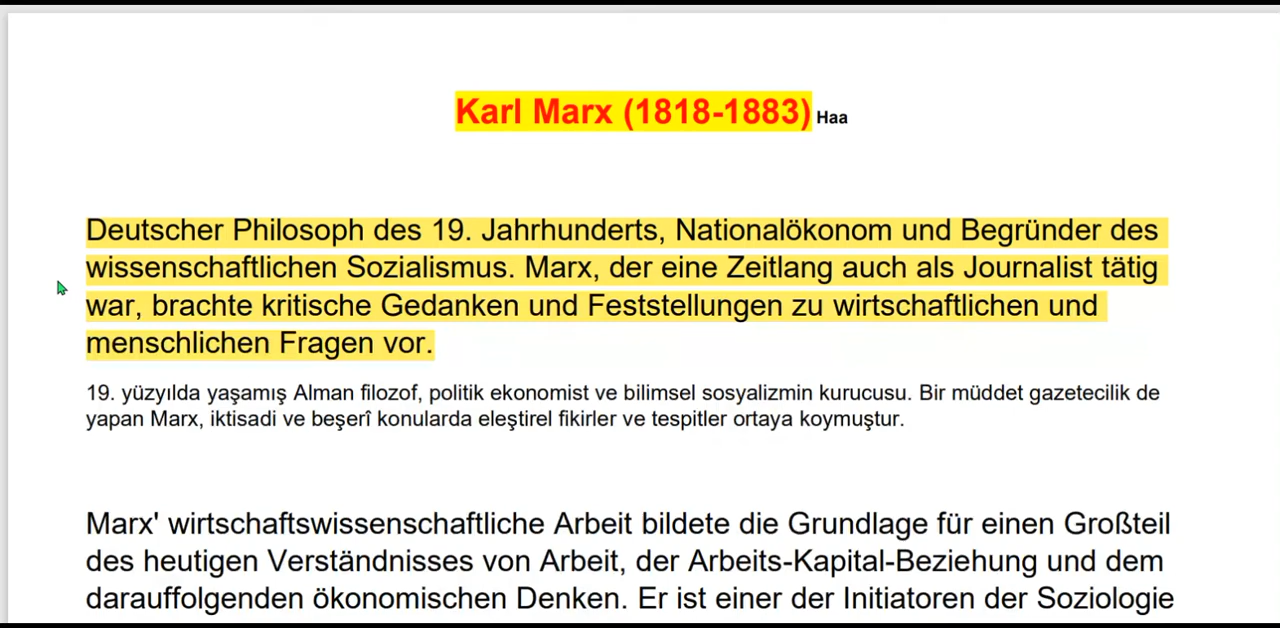 Karl Marx (1818-1883) Haa
Deutscher Philosoph des 19. Jahrhunderts, Nationalökonom und Begründer des
wissenschaftlichen Sozialismus. Marx, der eine Zeitlang auch als Journalist tätig
war, brachte kritische Gedanken und Feststellungen zu wirtschaftlichen und
menschlichen Fragen vor.
19. yüzyılda yaşamış Alman filozof, politik ekonomist ve bilimsel sosyalizmin kurucusu. Bir müddet gazetecilik de
yapan Marx, iktisadi ve beşerî konularda eleştirel fikirler ve tespitler ortaya koymuştur.
Marx' wirtschaftswissenschaftliche Arbeit bildete die Grundlage für einen Großteil
des heutigen Verständnisses von Arbeit, der Arbeits-Kapital-Beziehung und dem
darauffolgenden ökonomischen Denken. Er ist einer der Initiatoren der Soziologie